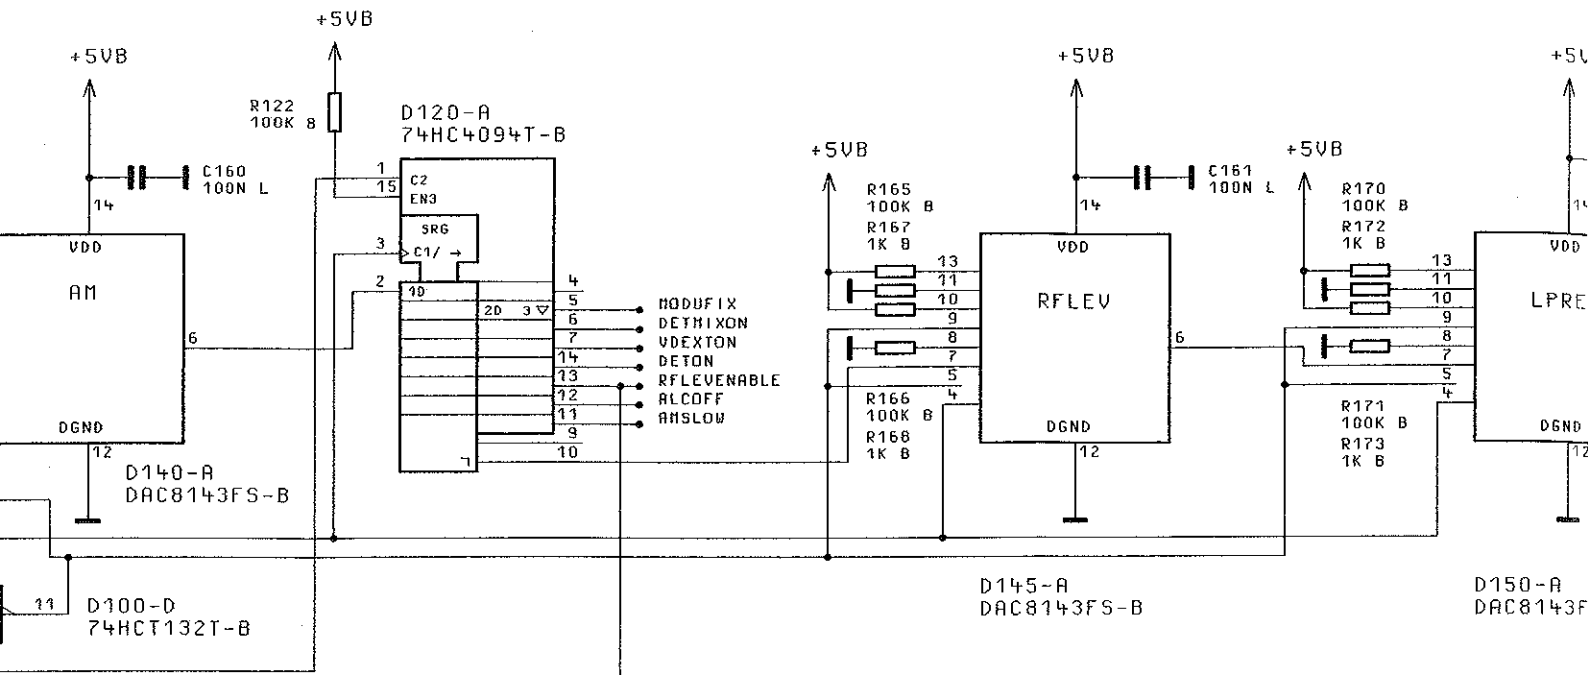 +5VB
+5VB
+5VB
+5V
R122
100K B
D120-A
74HC4094T-B
+5VB
+5VB
C160
100N L
C161
100N L
1
15
C2
EN3
R165
100K B
R167
1K B
R170
100K B
R172
1K B
14
14
14
VDD
SRG
VDD
VDD
3
C1/ →
13
11
10
9
8
7
5
4
13
11
10
9
8
7
5
4
AM
2
1D
2D
3 ▽
4
5
6
7
14
13
12
11
9
10
MODUFIX
DETMIXON
VDEXTON
DETON
RFLEVENABLE
ALCOFF
AMSLOW
RFLEV
LPRE
6
6
R166
100K B
R168
1K B
R171
100K B
R173
1K B
DGND
DGND
DGND
12
12
12
D140-A
DAC8143FS-B
D145-A
DAC8143FS-B
D150-A
DAC8143F
11
D100-D
74HCT132T-B